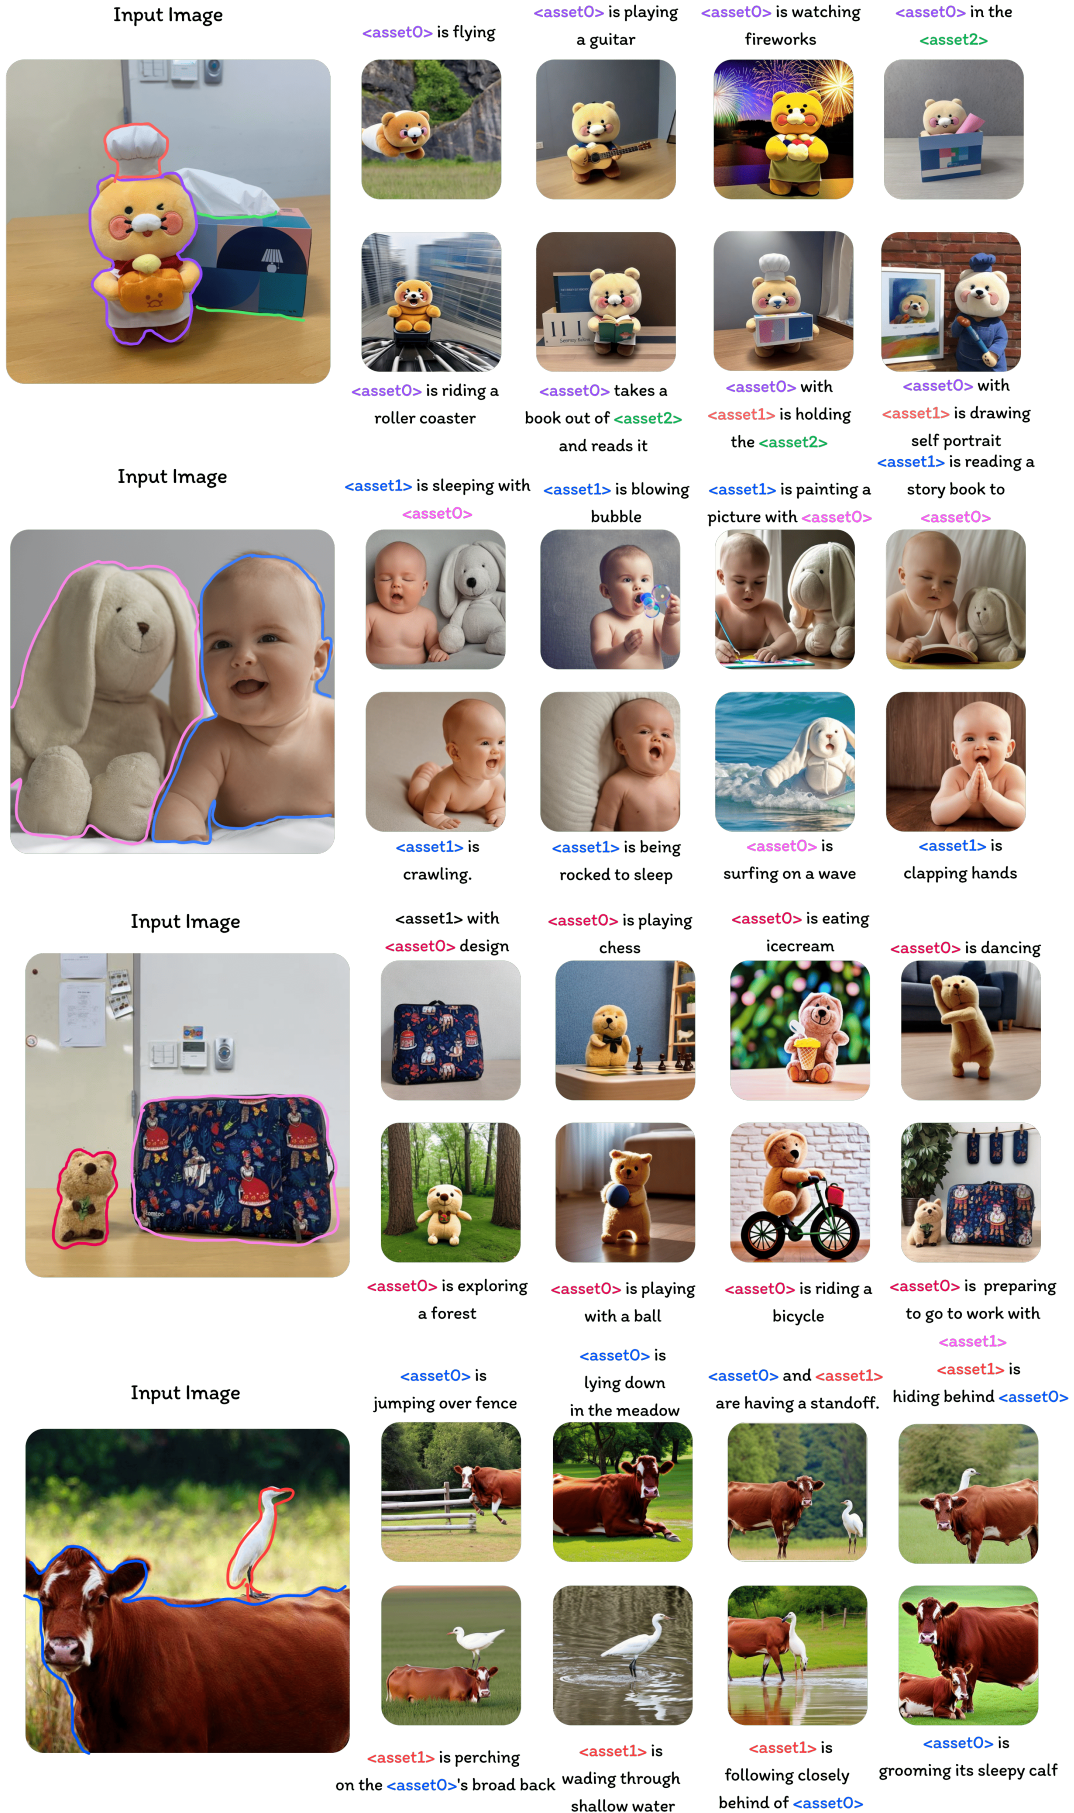 Input Image
<asset0> is flying
<asset0> is playing
a guitar
<asset0> is watching
fireworks
<asset0> in the
<asset2>
<asset0> is riding a
roller coaster
<asset0> takes a
book out of <asset2>
and reads it
<asset0> with
<asset1> is holding
the <asset2>
<asset0> with
<asset1> is drawing
self portrait
Input Image
<asset1> is sleeping with
<asset0>
<asset1> is blowing
bubble
<asset1> is painting a
picture with <asset0>
<asset1> is reading a
story book to
<asset0>
<asset1> is
crawling.
<asset1> is being
rocked to sleep
<asset0> is
surfing on a wave
<asset1> is
clapping hands
Input Image
<asset1> with
<asset0> design
<asset0> is playing
chess
<asset0> is eating
icecream
<asset0> is dancing
<asset0> is exploring
a forest
<asset0> is playing
with a ball
<asset0> is riding a
bicycle
<asset0> is preparing
to go to work with
<asset1>
Input Image
<asset0> is
jumping over fence
<asset0> is
lying down
in the meadow
<asset0> and <asset1>
are having a standoff.
<asset1> is
hiding behind <asset0>
<asset1> is perching
on the <asset0>'s broad back
<asset1> is
wading through
shallow water
<asset1> is
following closely
behind of <asset0>
<asset0> is
grooming its sleepy calf